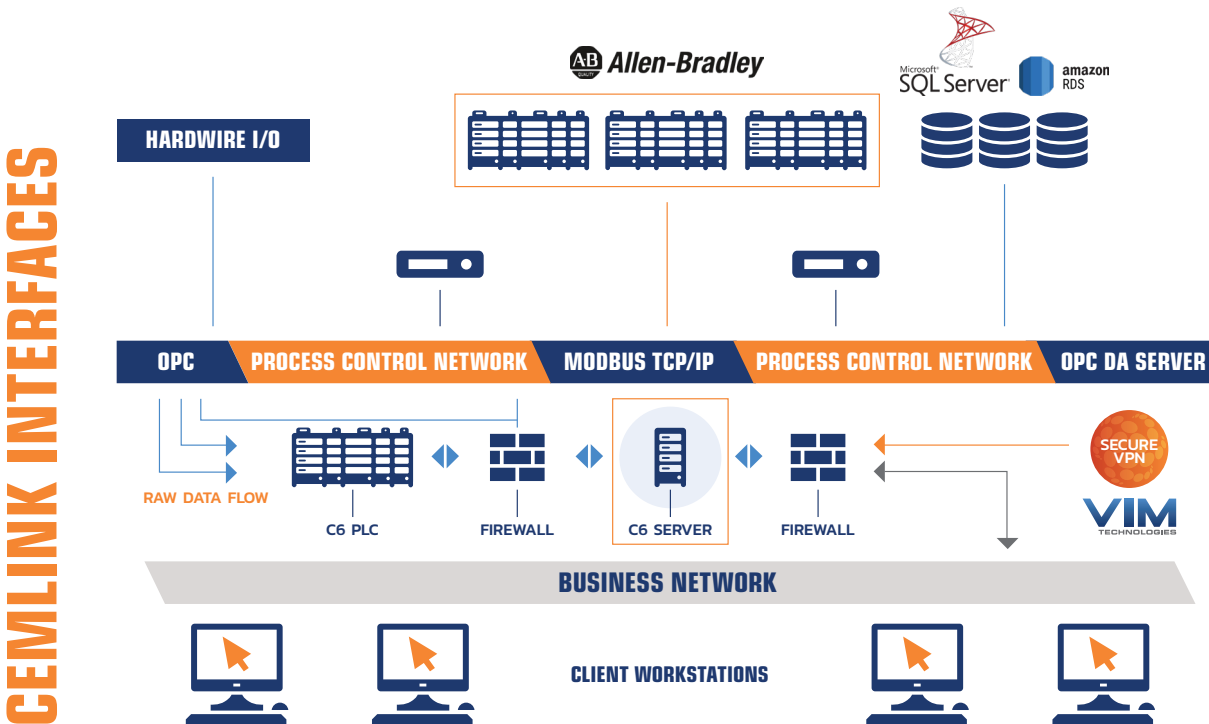 CEMLINK INTERFACES
AB
QUALITY
Allen-Bradley
Microsoft®
SQL Server®
amazon
RDS
HARDWIRE I/O
OPC
PROCESS CONTROL NETWORK
MODBUS TCP/IP
PROCESS CONTROL NETWORK
OPC DA SERVER
RAW DATA FLOW
C6 PLC
FIREWALL
C6 SERVER
FIREWALL
SECURE
VPN
VIM
TECHNOLOGIES
BUSINESS NETWORK
CLIENT WORKSTATIONS